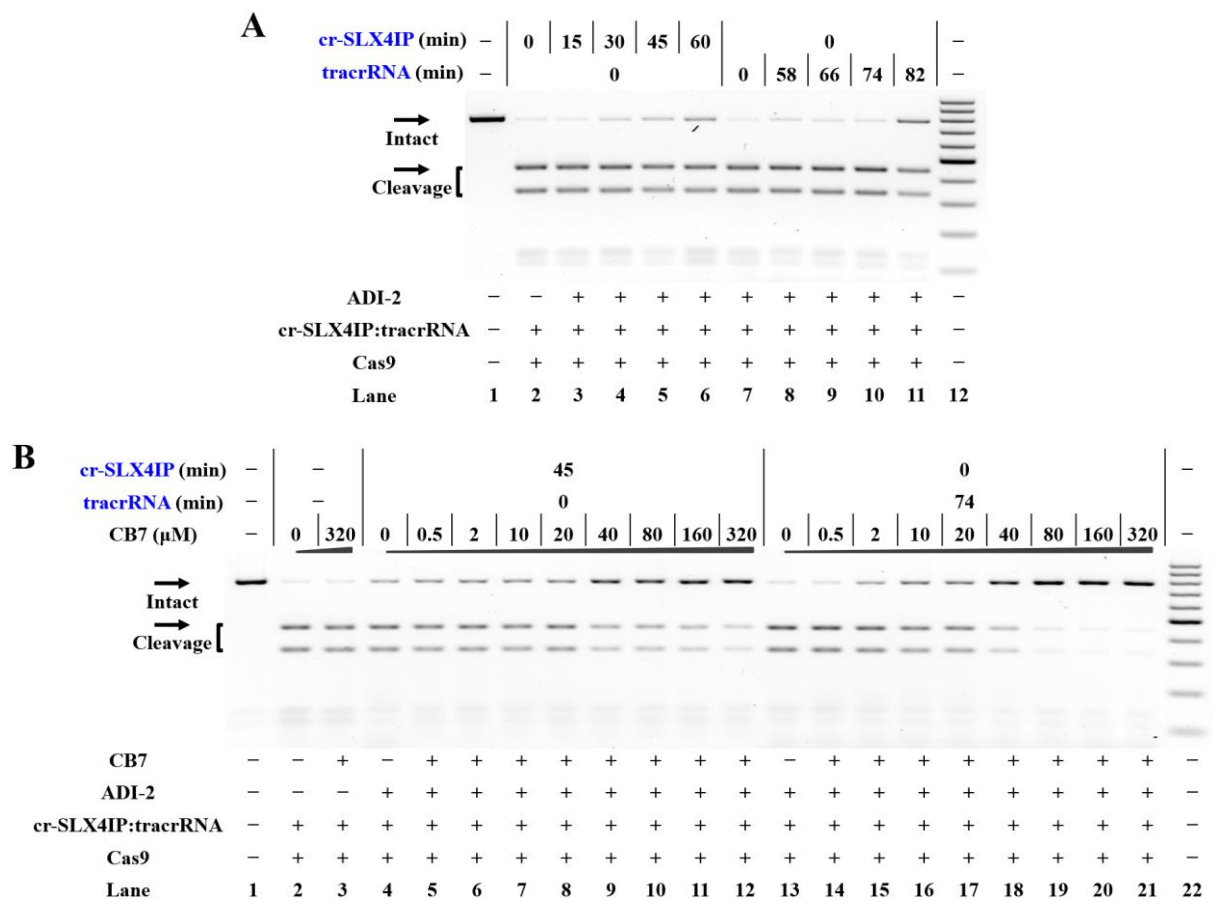 A
cr-SLX4IP (min) – 0 15 30 45 60 0 –
tracrRNA (min) – 0 0 58 66 74 82 –
Intact
Cleavage
ADI-2 – – + + + + + + + + + –
cr-SLX4IP:tracrRNA – + + + + + + + + + + –
Cas9 – + + + + + + + + + + –
Lane 1 2 3 4 5 6 7 8 9 10 11 12
B
cr-SLX4IP (min) – – 45 0 –
tracrRNA (min) – – 0 74 –
CB7 (μM) – 0 320 0 0.5 2 10 20 40 80 160 320 0 0.5 2 10 20 40 80 160 320 –
Intact
Cleavage
CB7 – – + – + + + + + + + + – + + + + + + + + –
ADI-2 – – – + + + + + + + + + + + + + + + + + + –
cr-SLX4IP:tracrRNA – + + + + + + + + + + + + + + + + + + + + –
Cas9 – + + + + + + + + + + + + + + + + + + + + –
Lane 1 2 3 4 5 6 7 8 9 10 11 12 13 14 15 16 17 18 19 20 21 22